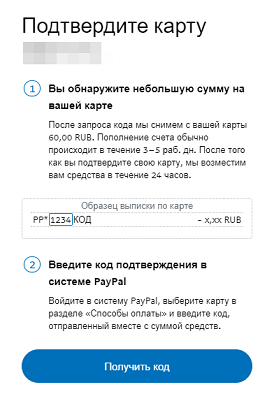 Подтвердите карту
1 Вы обнаружите небольшую сумму на
вашей карте
После запроса кода мы снимем с вашей карты
60,00 RUB. Пополнение счета обычно
происходит в течение 3–5 раб. дн. После того
как вы подтвердите свою карту, мы возместим
вам средства в течение 24 часов.
Образец выписки по карте
PP*1234КОД - x,xx RUB
2 Введите код подтверждения в
системе PayPal
Войдите в систему PayPal, выберите карту в
разделе «Способы оплаты» и введите код,
отправленный вместе с суммой средств.
Получить код